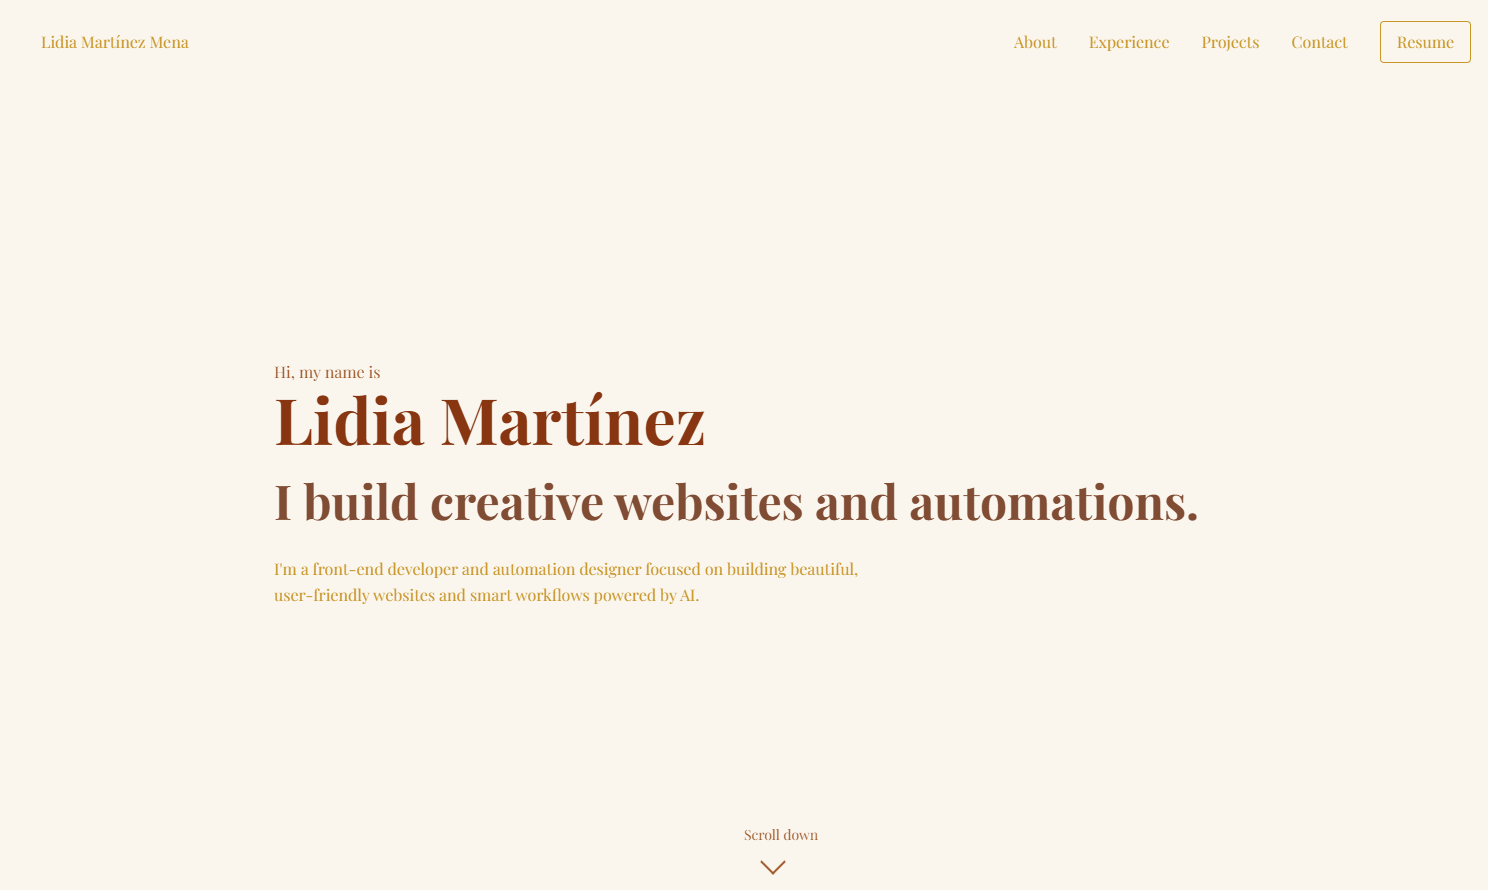 Lidia Martínez Mena
About
Experience
Projects
Contact
Resume
Hi, my name is
Lidia Martínez
I build creative websites and automations.
I'm a front-end developer and automation designer focused on building beautiful,
user-friendly websites and smart workflows powered by AI.
Scroll down